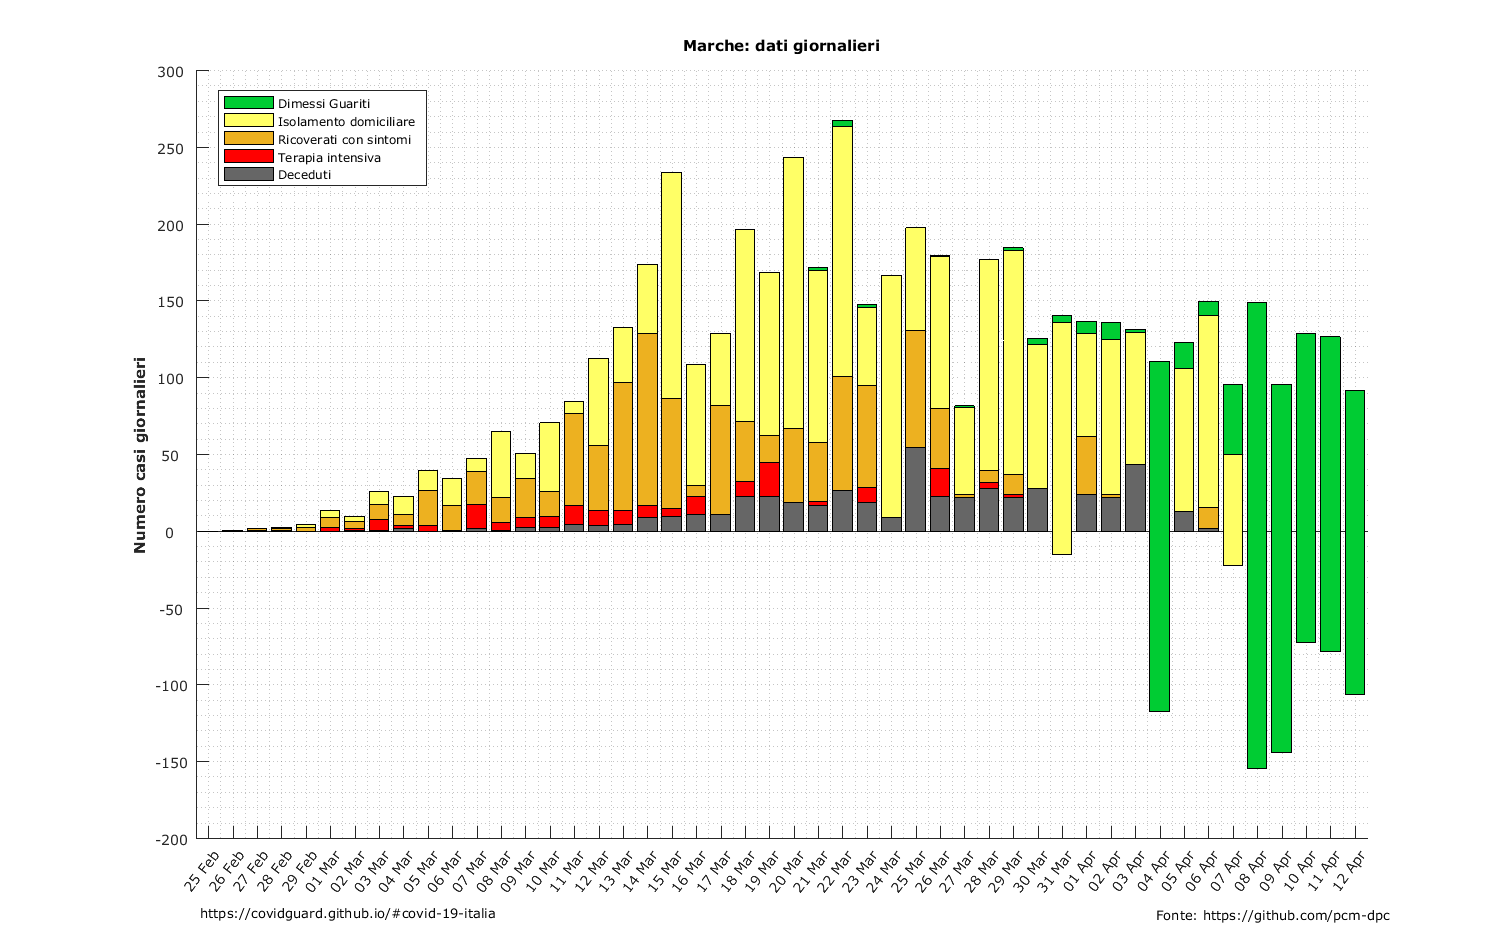 Marche: dati giornalieri
Numero casi giornalieri
300
250
200
150
100
50
0
-50
-100
-150
-200
Dimessi Guariti
Isolamento domiciliare
Ricoverati con sintomi
Terapia intensiva
Deceduti
25 Feb
26 Feb
27 Feb
28 Feb
29 Feb
01 Mar
02 Mar
03 Mar
04 Mar
05 Mar
06 Mar
07 Mar
08 Mar
09 Mar
10 Mar
11 Mar
12 Mar
13 Mar
14 Mar
15 Mar
16 Mar
17 Mar
18 Mar
19 Mar
20 Mar
21 Mar
22 Mar
23 Mar
24 Mar
25 Mar
26 Mar
27 Mar
28 Mar
29 Mar
30 Mar
31 Mar
01 Apr
02 Apr
03 Apr
04 Apr
05 Apr
06 Apr
07 Apr
08 Apr
09 Apr
10 Apr
11 Apr
12 Apr
https://covidguard.github.io/#covid-19-italia
Fonte: https://github.com/pcm-dpc